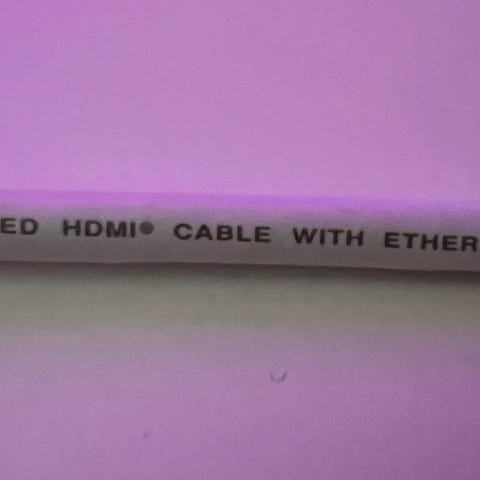 ED HDMI® CABLE WITH ETHER